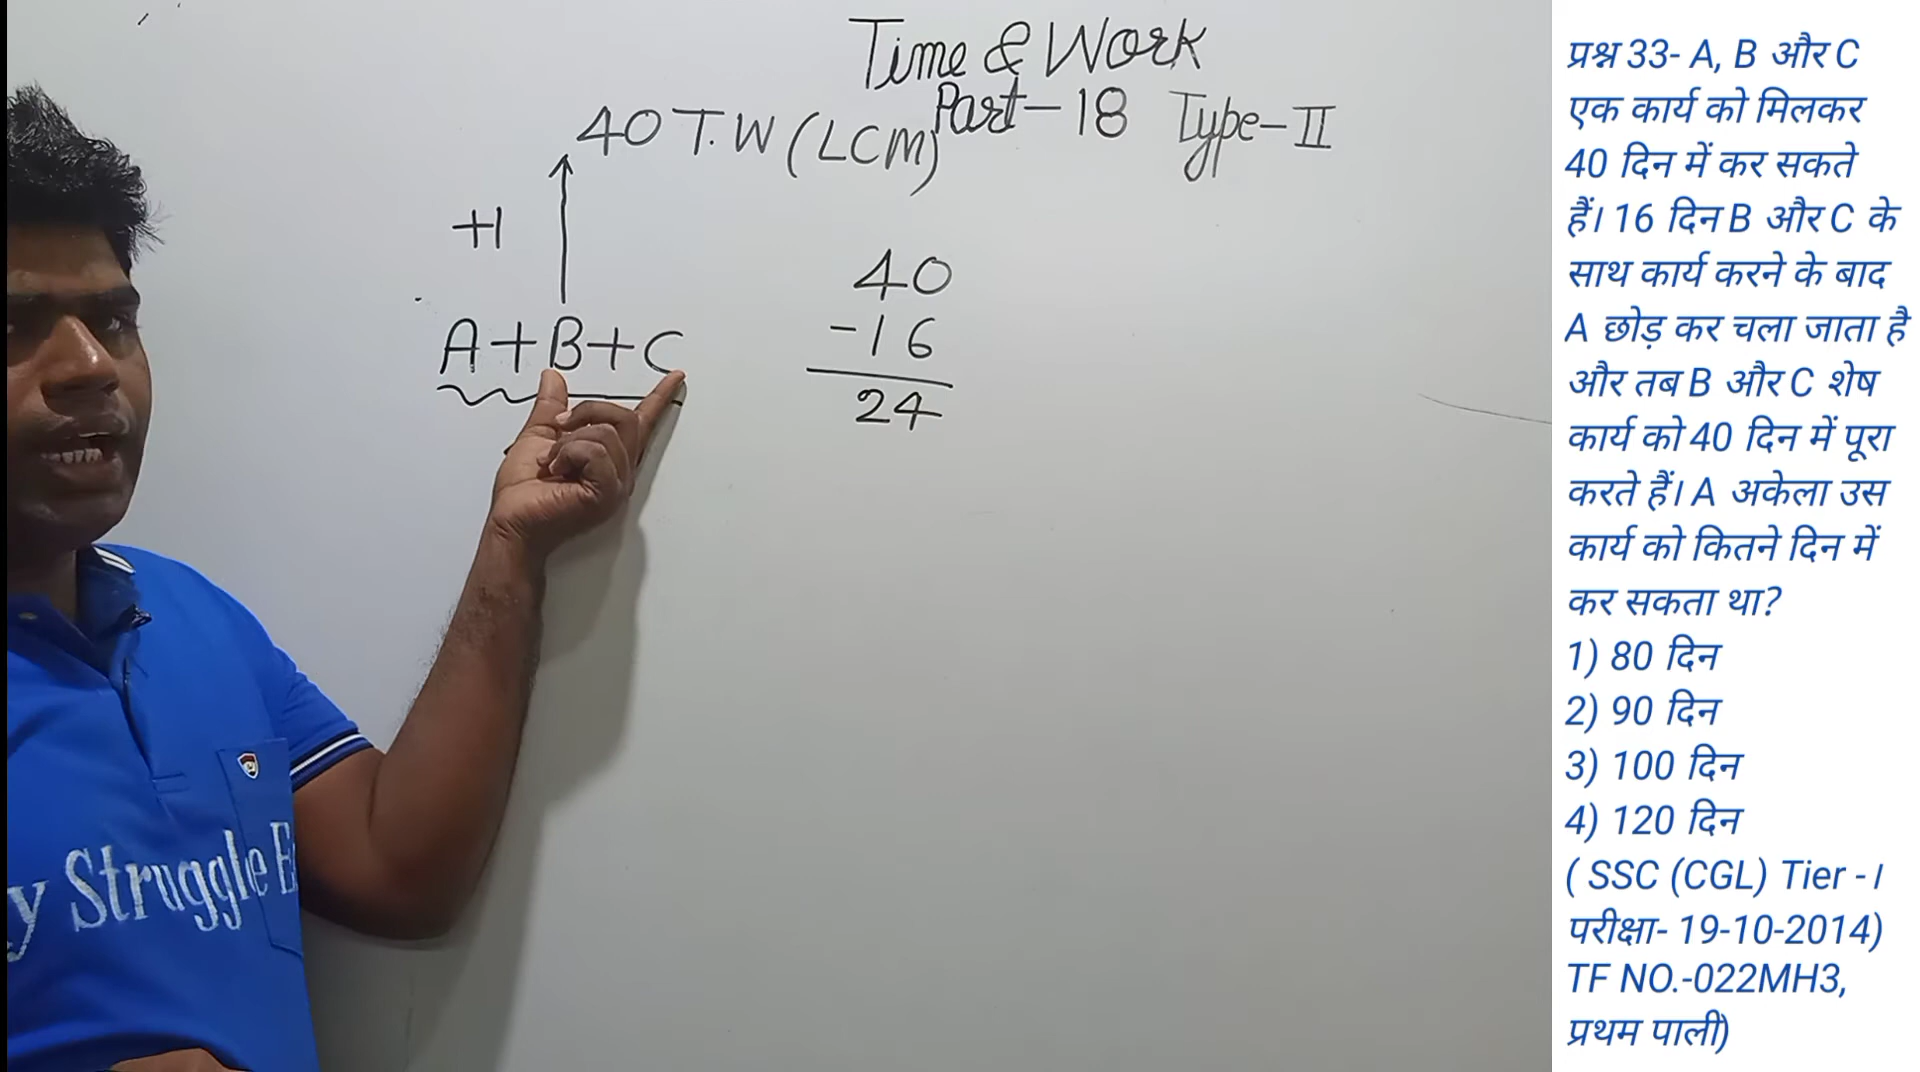 Time & Work
Part-18 Type-II
40 T.W (LCM)
+1
A+B+C
40
-16
24
y Struggle E
प्रश्न 33- A, B और C
एक कार्य को मिलकर
40 दिन में कर सकते
हैं। 16 दिन B और C के
साथ कार्य करने के बाद
A छोड़ कर चला जाता है
और तब B और C शेष
कार्य को 40 दिन में पूरा
करते हैं। A अकेला उस
कार्य को कितने दिन में
कर सकता था?
1) 80 दिन
2) 90 दिन
3) 100 दिन
4) 120 दिन
( SSC (CGL) Tier -।
परीक्षा- 19-10-2014)
TF NO.-022MH3,
प्रथम पाली)